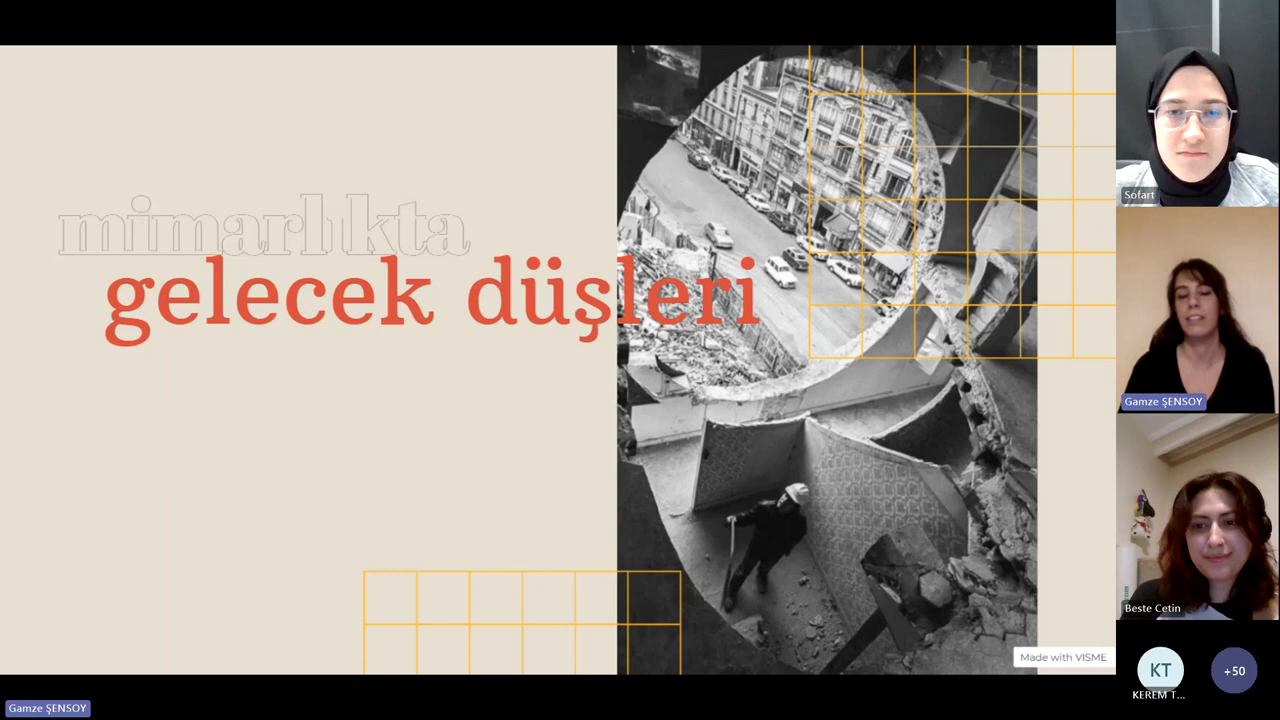 mimarlıkta
gelecek düşleri
Made with VISME
Sofart
Gamze ŞENSOY
Beste Cetin
KT
+50
KEREM T...
Gamze ŞENSOY